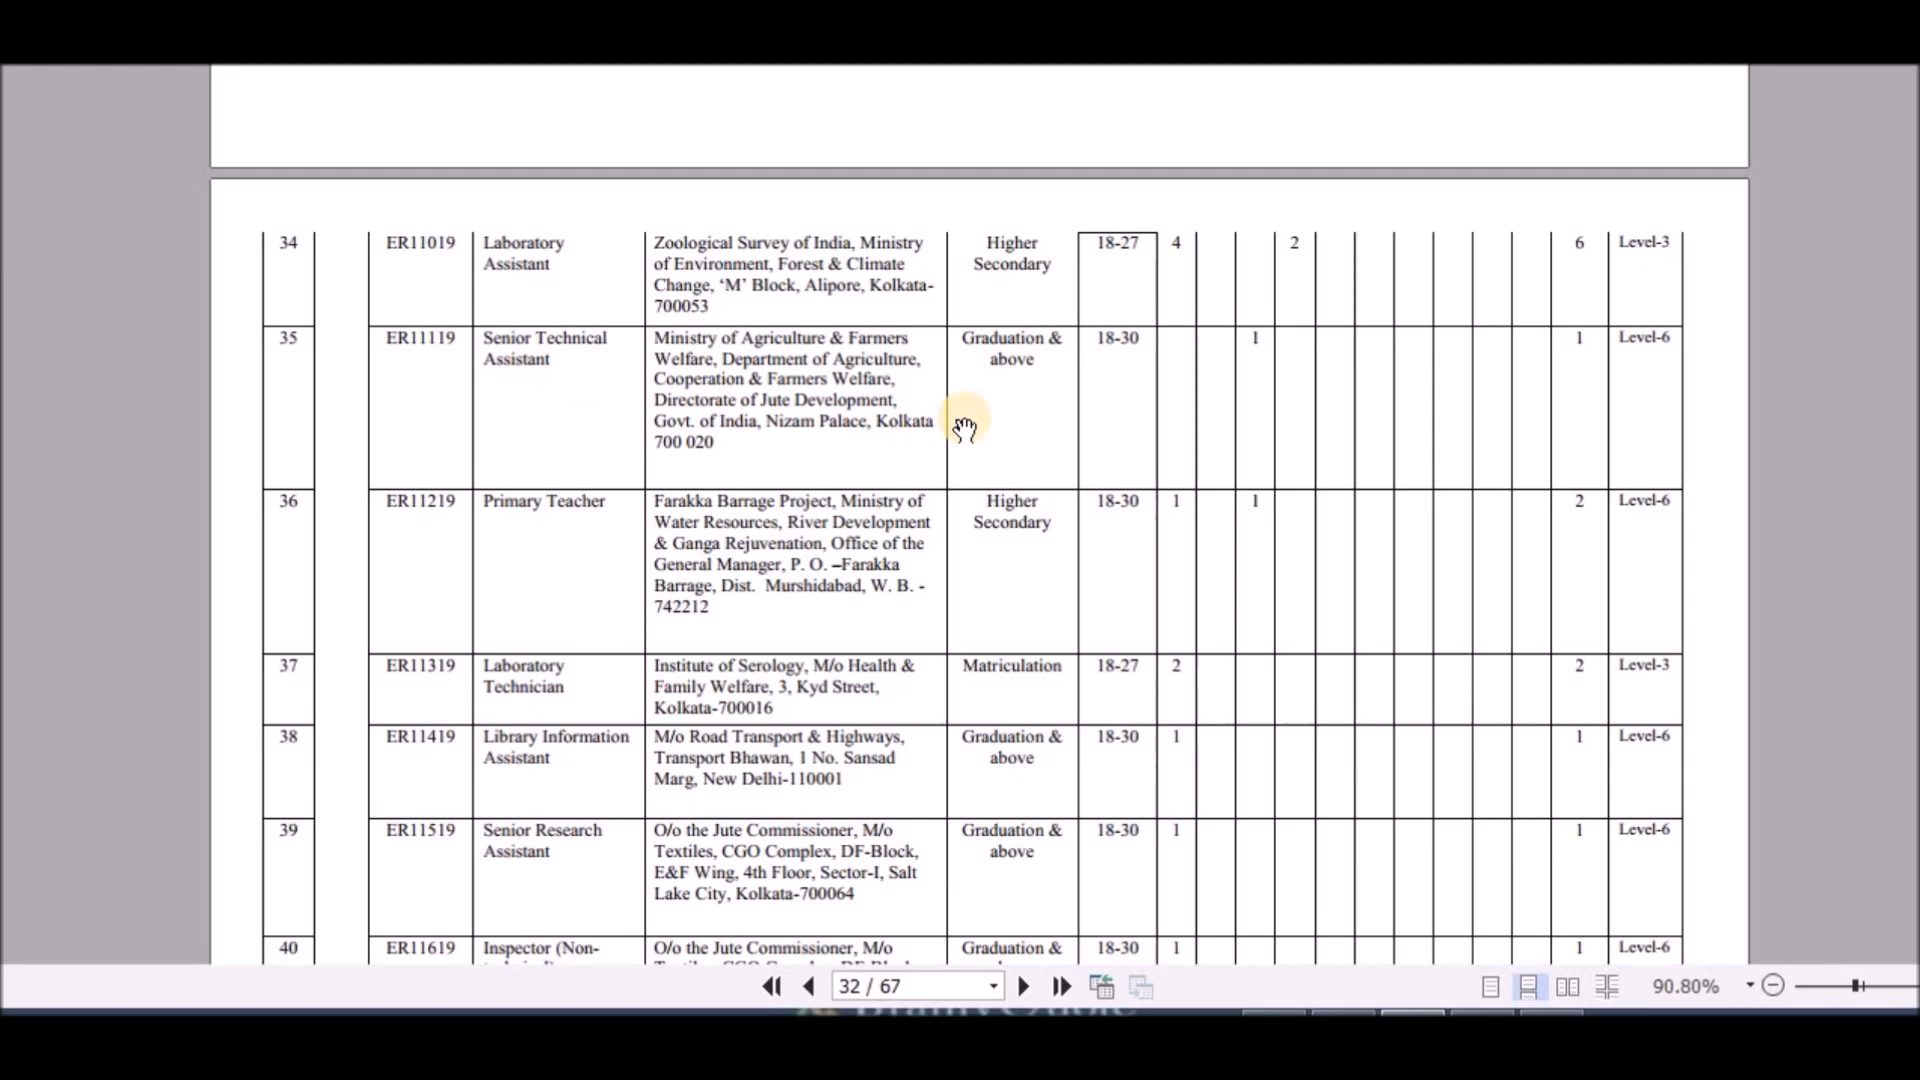 34 ER11019 Laboratory Zoological Survey of India, Ministry Higher 18-27 4 2 6 Level-3
Assistant of Environment, Forest & Climate Secondary
Change, ‘M’ Block, Alipore, Kolkata-
700053
35 ER11119 Senior Technical Ministry of Agriculture & Farmers Graduation & 18-30 1 1 Level-6
Assistant Welfare, Department of Agriculture, above
Cooperation & Farmers Welfare,
Directorate of Jute Development,
Govt. of India, Nizam Palace, Kolkata
700 020
36 ER11219 Primary Teacher Farakka Barrage Project, Ministry of Higher 18-30 1 1 2 Level-6
Water Resources, River Development Secondary
& Ganga Rejuvenation, Office of the
General Manager, P. O. –Farakka
Barrage, Dist. Murshidabad, W. B. -
742212
37 ER11319 Laboratory Institute of Serology, M/o Health & Matriculation 18-27 2 2 Level-3
Technician Family Welfare, 3, Kyd Street,
Kolkata-700016
38 ER11419 Library Information M/o Road Transport & Highways, Graduation & 18-30 1 1 Level-6
Assistant Transport Bhawan, 1 No. Sansad above
Marg, New Delhi-110001
39 ER11519 Senior Research O/o the Jute Commissioner, M/o Graduation & 18-30 1 1 Level-6
Assistant Textiles, CGO Complex, DF-Block, above
E&F Wing, 4th Floor, Sector-I, Salt
Lake City, Kolkata-700064
40 ER11619 Inspector (Non- O/o the Jute Commissioner, M/o Graduation & 18-30 1 1 Level-6
32 / 67 90.80%